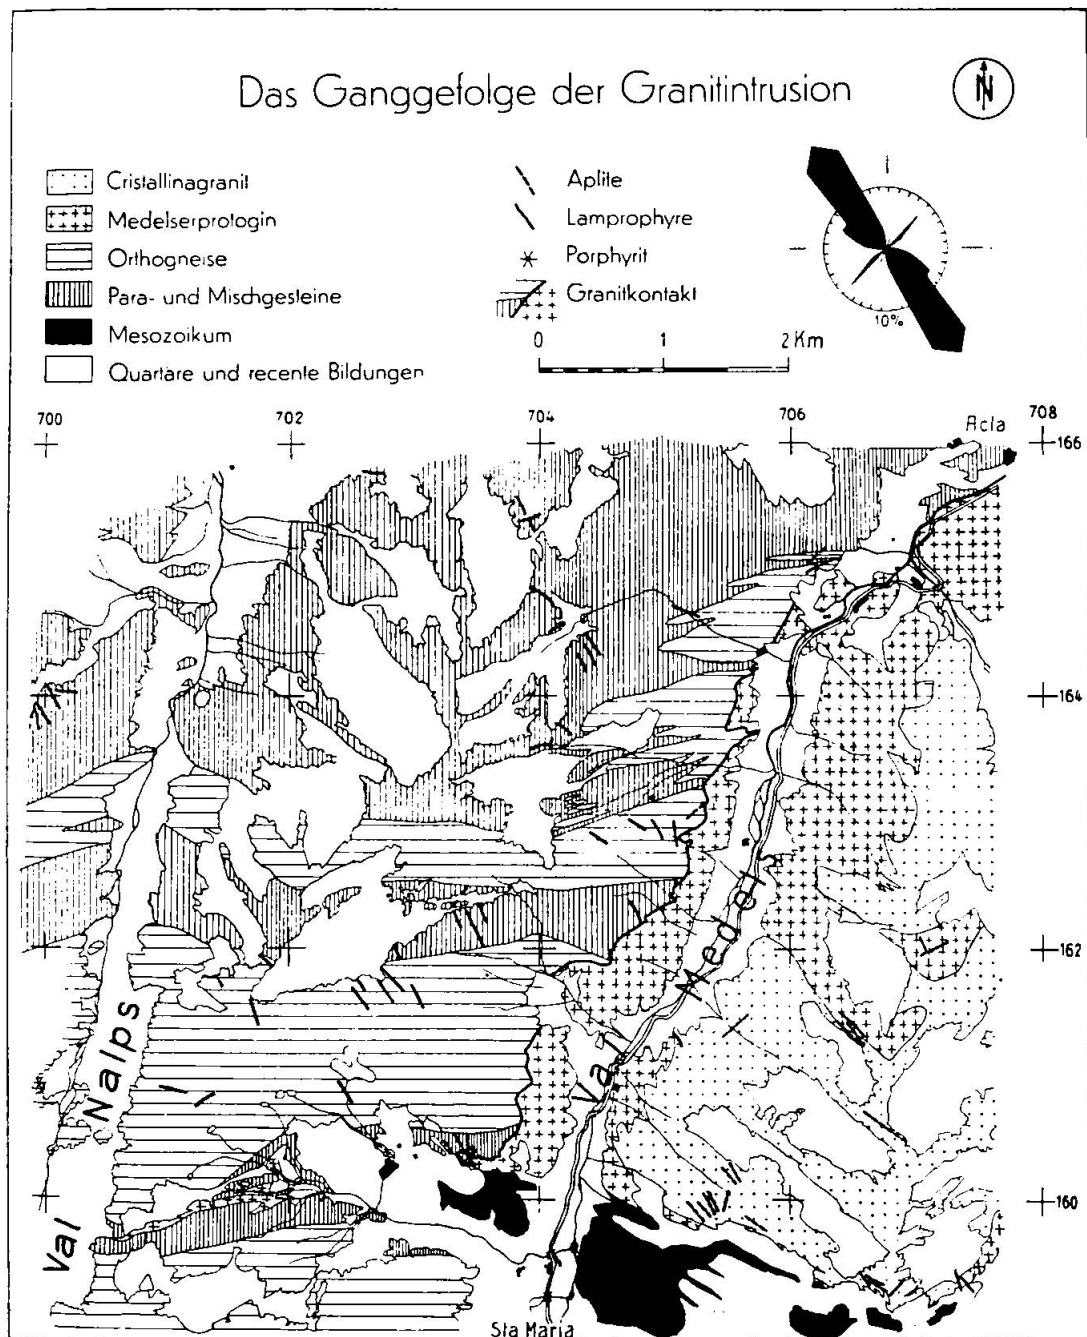 Das Ganggefolge der Granitintrusion
N
Cristallinagranit
Medelserprotogin
Orthogneise
Para- und Mischgesteine
Mesozoikum
Quartäre und recente Bildungen
Aplite
Lamprophyre
Porphyrit
Granitkontakt
10%
0 1 2 Km
700 702 704 706 708
Acla
166
164
162
160
Val Medels
Val Nalps
Sta Maria